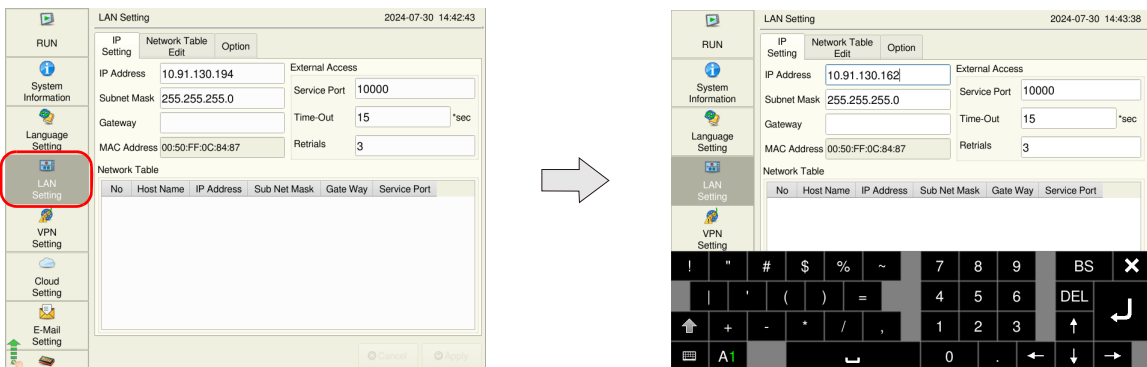 LAN Setting 2024-07-30 14:42:43
RUN
System
Information
Language
Setting
LAN
Setting
VPN
Setting
Cloud
Setting
E-Mail
Setting
IP
Setting
Network Table
Edit
Option
IP Address 10.91.130.194
Subnet Mask 255.255.255.0
Gateway
MAC Address 00:50:FF:0C:84:87
External Access
Service Port 10000
Time-Out 15 *sec
Retrials 3
Network Table
No Host Name IP Address Sub Net Mask Gate Way Service Port
Cancel Apply
LAN Setting 2024-07-30 14:43:38
RUN
System
Information
Language
Setting
LAN
Setting
VPN
Setting
IP
Setting
Network Table
Edit
Option
IP Address 10.91.130.162
Subnet Mask 255.255.255.0
Gateway
MAC Address 00:50:FF:0C:84:87
External Access
Service Port 10000
Time-Out 15 *sec
Retrials 3
Network Table
No Host Name IP Address Sub Net Mask Gate Way Service Port
! " # $ % ~ 7 8 9 BS
| ' ( ) = 4 5 6 DEL
+ - * / , 1 2 3
A1 0 .